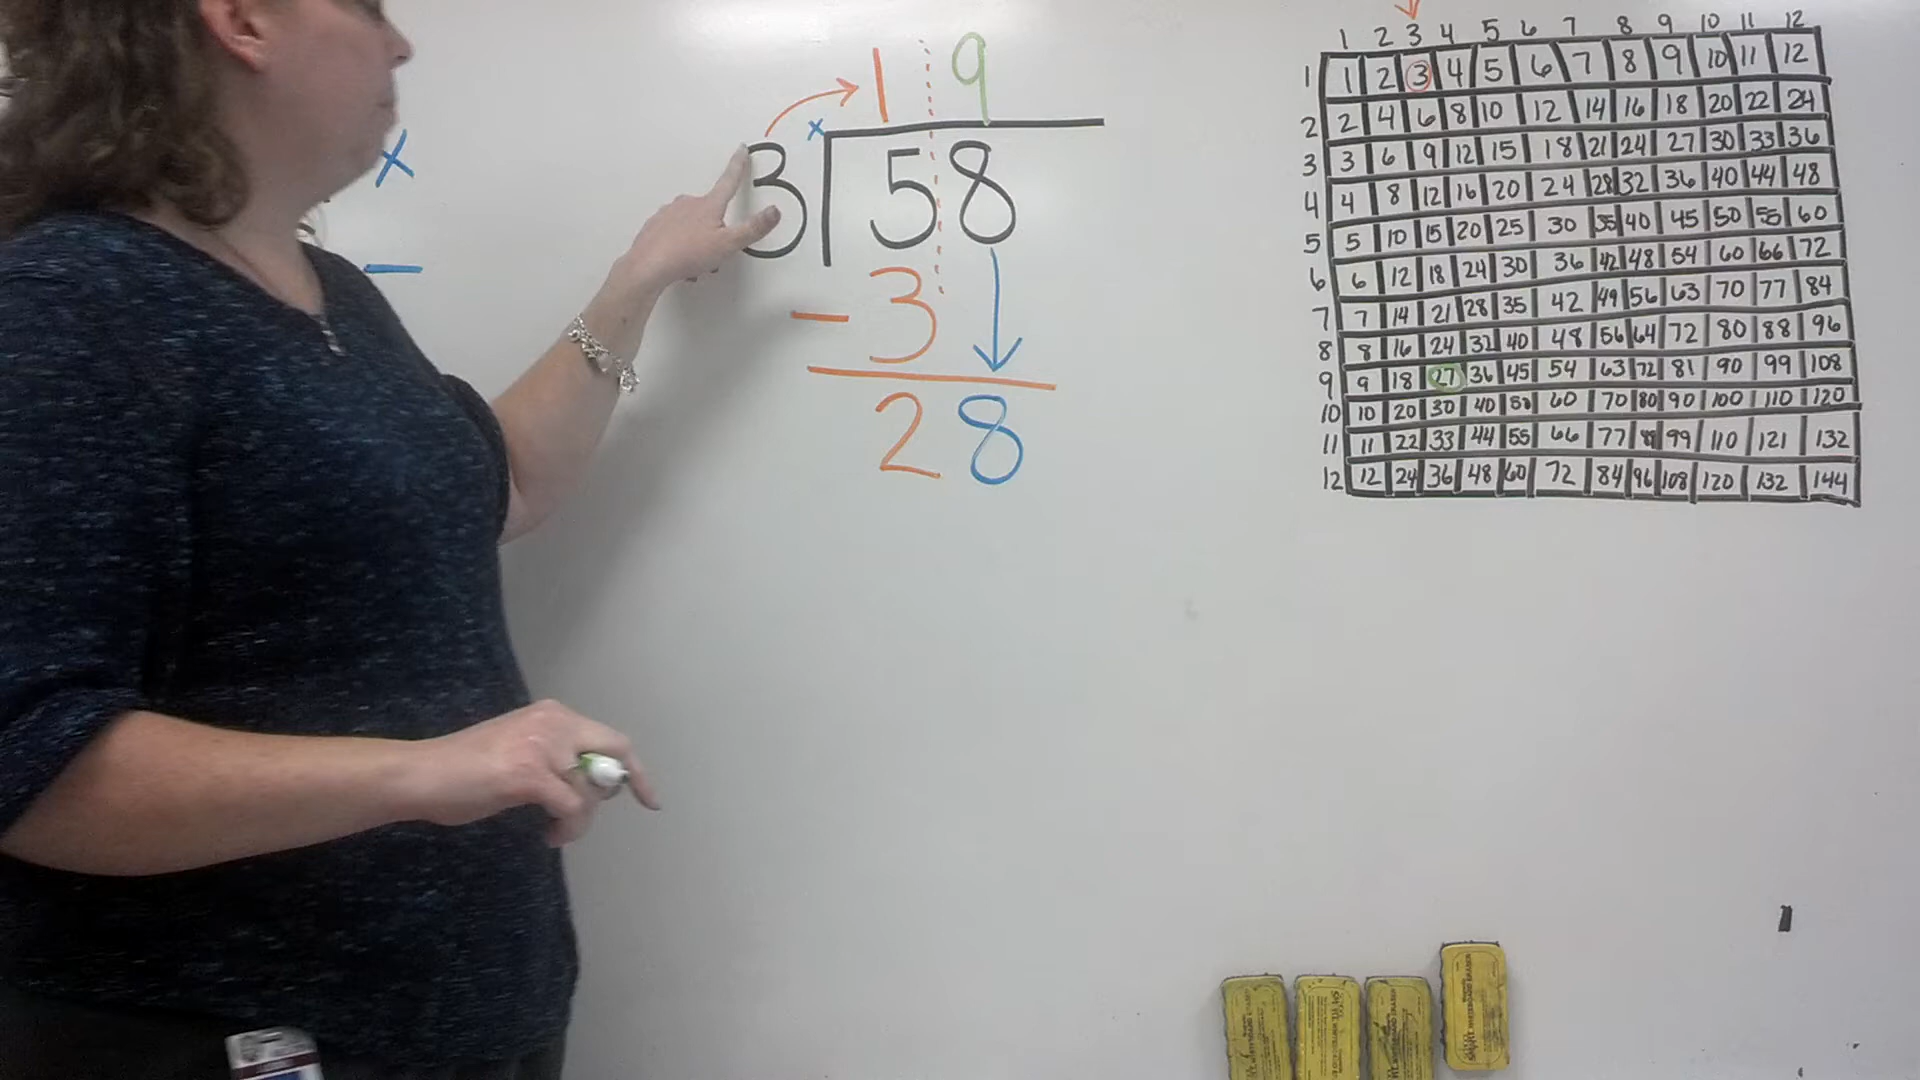 ÷
x
-
1 9
x
3 58
- 3
28
1 2 3 4 5 6 7 8 9 10 11 12
1 1 2 3 4 5 6 7 8 9 10 11 12
2 2 4 6 8 10 12 14 16 18 20 22 24
3 3 6 9 12 15 18 21 24 27 30 33 36
4 4 8 12 16 20 24 28 32 36 40 44 48
5 5 10 15 20 25 30 35 40 45 50 55 60
6 6 12 18 24 30 36 42 48 54 60 66 72
7 7 14 21 28 35 42 49 56 63 70 77 84
8 8 16 24 32 40 48 56 64 72 80 88 96
9 9 18 27 36 45 54 63 72 81 90 99 108
10 10 20 30 40 50 60 70 80 90 100 110 120
11 11 22 33 44 55 66 77 88 99 110 121 132
12 12 24 36 48 60 72 84 96 108 120 132 144